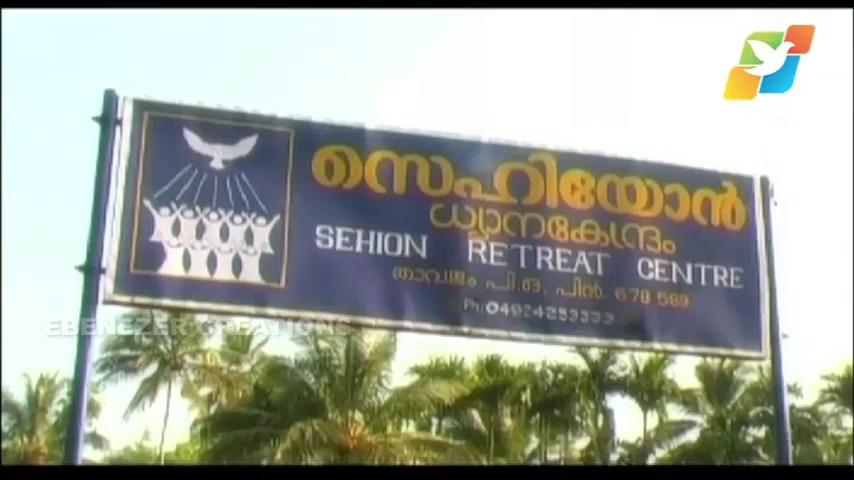 സെഹിയോൻ
ധ്യാനകേന്ദ്രം
SEHION RETREAT CENTRE
താവളം പി.ഒ, പിൻ. 678 589
Ph: 04924253333
EBENEZER CREATIONS